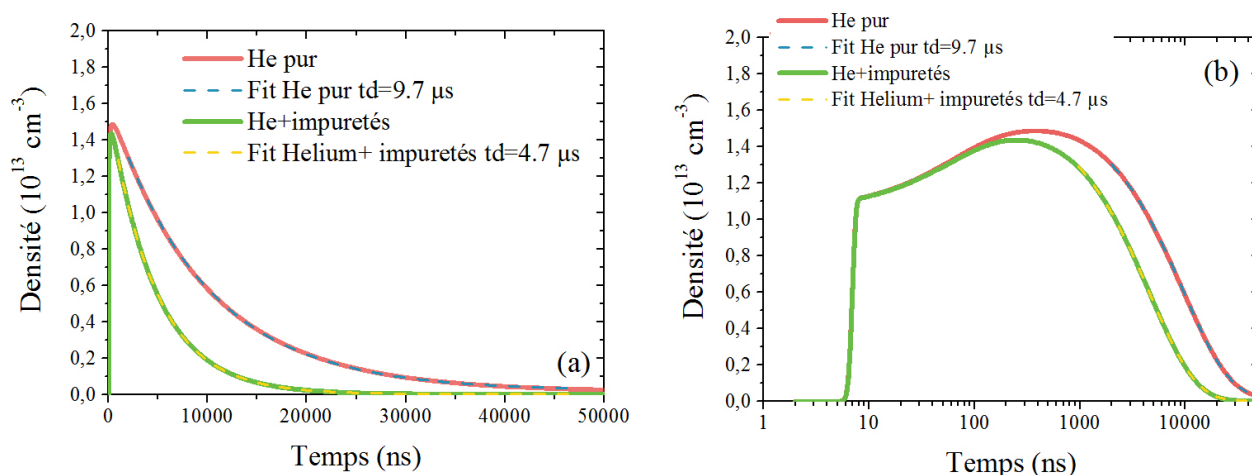 2,0
1,8
1,6
1,4
1,2
1,0
0,8
0,6
0,4
0,2
0,0
Densité (10^13 cm^-3)
He pur
Fit He pur td=9.7 µs
He+impuretés
Fit Helium+ impuretés td=4.7 µs
(a)
0 10000 20000 30000 40000 50000
Temps (ns)
He pur
Fit He pur td=9.7 µs
He+impuretés
Fit Helium+ impuretés td=4.7 µs
(b)
2,0
1,8
1,6
1,4
1,2
1,0
0,8
0,6
0,4
0,2
0,0
Densité (10^13 cm^-3)
1 10 100 1000 10000
Temps (ns)